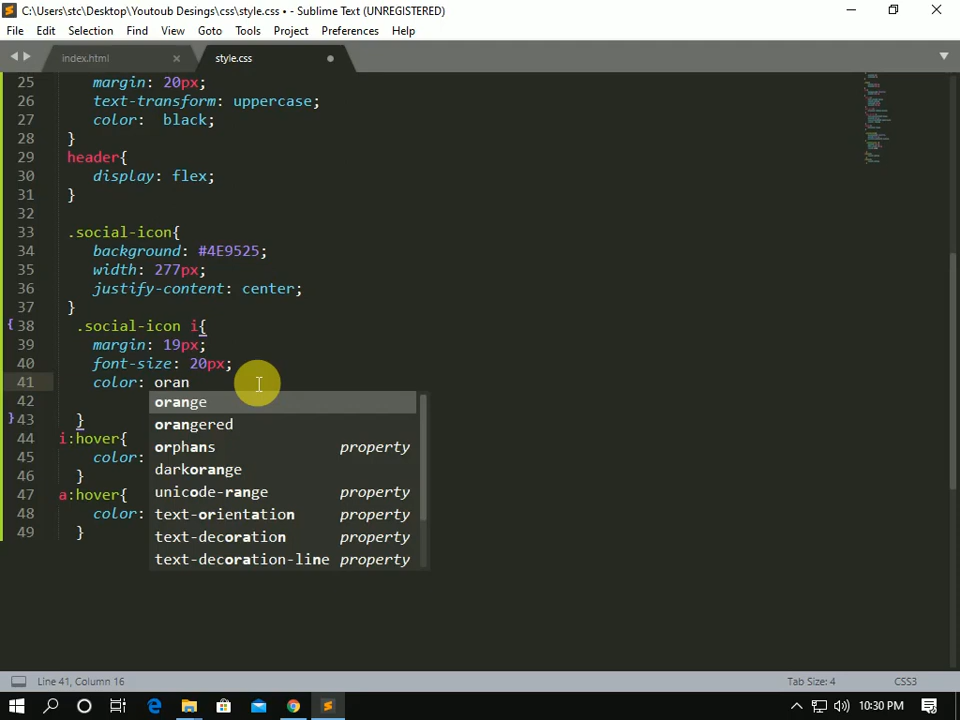 C:\Users\stc\Desktop\Youtoub Desings\css\style.css • - Sublime Text (UNREGISTERED)
File Edit Selection Find View Goto Tools Project Preferences Help
index.html style.css
25 margin: 20px;
26 text-transform: uppercase;
27 color:  black;
28 }
29 header{
30 display: flex;
31 }
32
33 .social-icon{
34 background: #4E9525;
35 width: 277px;
36 justify-content: center;
37 }
38 .social-icon i{
39 margin: 19px;
40 font-size: 20px;
41 color: oran
orange
42
orangered
43 }
orphans property
44 i:hover{
45 color:
darkorange
46 }
unicode-range property
47 a:hover{
48 color:
text-orientation property
49 }
text-decoration property
text-decoration-line property
Line 41, Column 16 Tab Size: 4 CSS3
10:30 PM